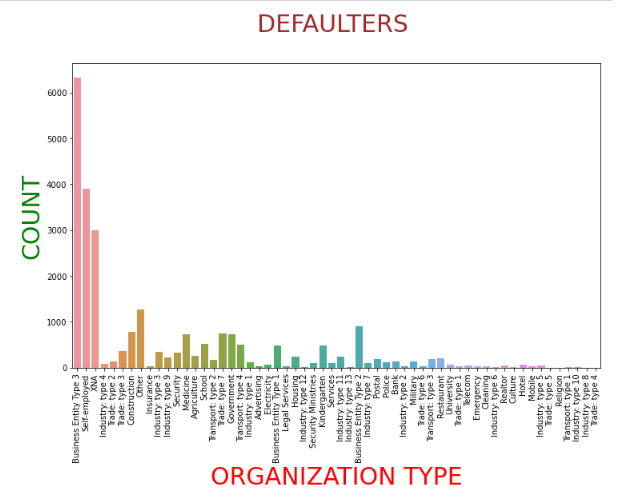 DEFAULTERS
6000
5000
4000
3000
2000
1000
0
COUNT
Business Entity Type 3
Self-employed
XNA
Industry: type 4
Trade: type 2
Trade: type 3
Construction
Other
Insurance
Industry: type 3
Industry: type 9
Security
Medicine
Agriculture
School
Transport: type 2
Trade: type 7
Government
Transport: type 4
Industry: type 1
Advertising
Electricity
Business Entity Type 1
Legal Services
Housing
Industry: type 12
Security Ministries
Kindergarten
Services
Industry: type 11
Industry: type 13
Business Entity Type 2
Industry: type 7
Postal
Police
Bank
Industry: type 2
Military
Trade: type 6
Transport: type 3
Restaurant
University
Trade: type 1
Telecom
Emergency
Cleaning
Industry: type 6
Realtor
Culture
Hotel
Mobile
Industry: type 5
Trade: type 5
Religion
Transport: type 1
Industry: type 10
Industry: type 8
Trade: type 4
ORGANIZATION TYPE